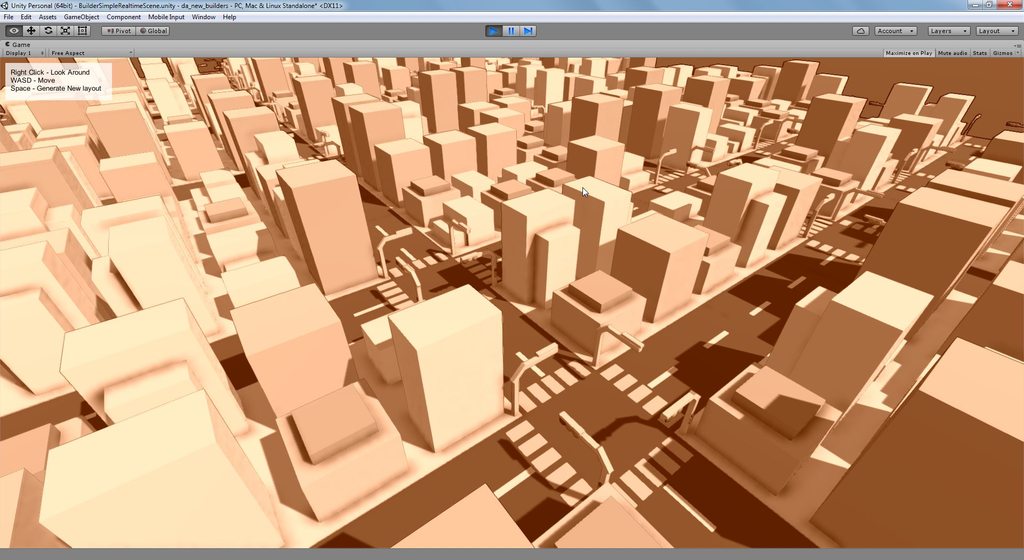 Unity Personal (64bit) - BuilderSimpleRealtimeScene.unity - da_new_builders - PC, Mac & Linux Standalone* <DX11>
File Edit Assets GameObject Component Mobile Input Window Help
Pivot Global Account Layers Layout
Game
Display 1 Free Aspect Maximize on Play Mute audio Stats Gizmos
Right Click - Look Around
WASD - Move
Space - Generate New layout